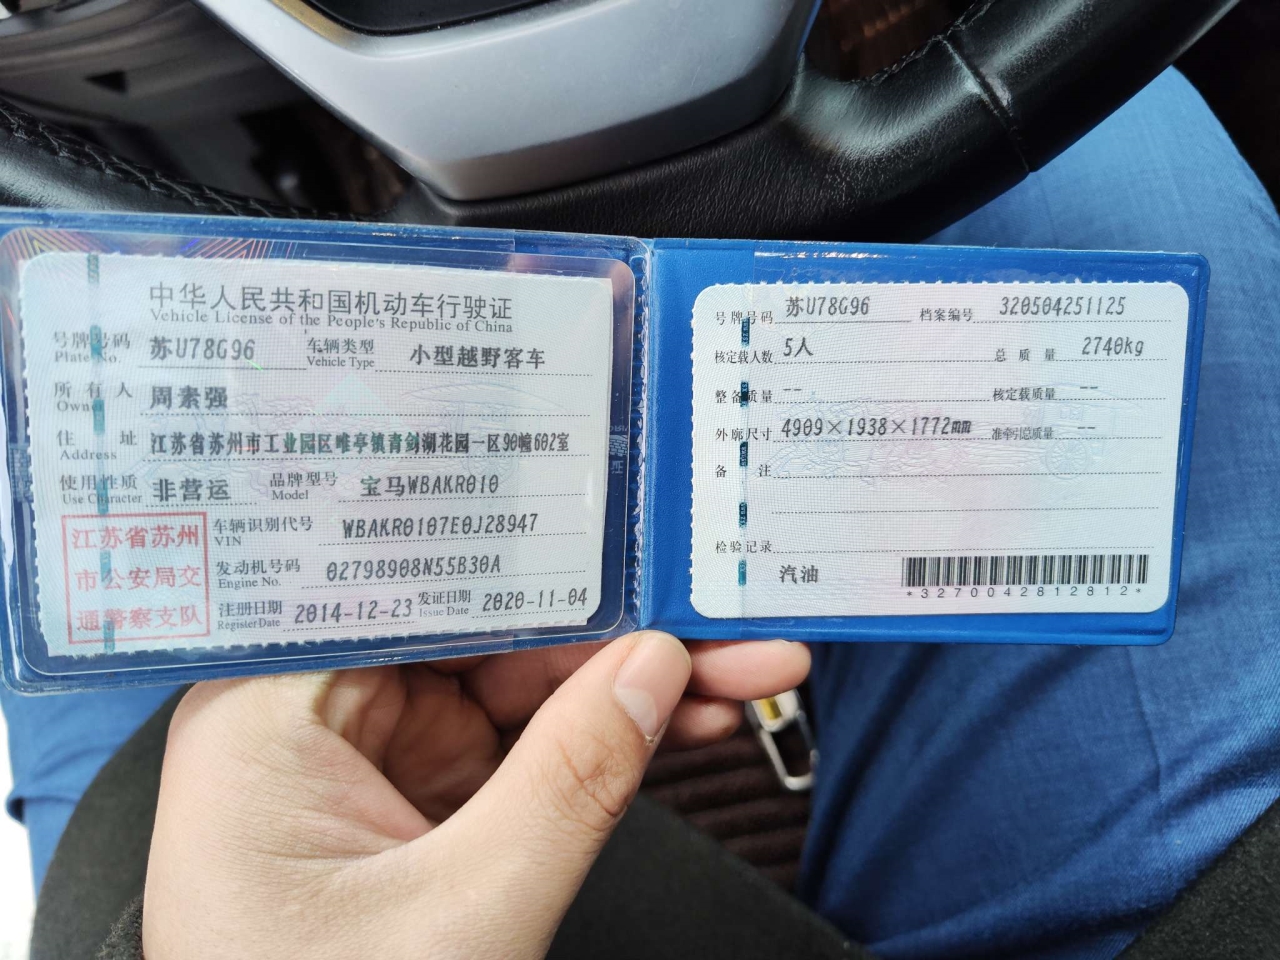 中华人民共和国机动车行驶证
Vehicle License of the People's Republic of China
号牌号码 苏U78G96 车辆类型 小型越野客车
Plate No. Vehicle Type
所有人 周素强
Owner
住址 江苏省苏州市工业园区唯亭镇青剑湖花园一区90幢602室
Address
使用性质 非营运 品牌型号 宝马WBAKR010
Use Character Model
江苏省苏州
市公安局交
通警察支队
车辆识别代号 WBAKR0107E0J28947
VIN
发动机号码 02798908N55B30A
Engine No.
注册日期 2014-12-23 发证日期 2020-11-04
Register Date Issue Date
号牌号码 苏U78G96 档案编号 320504251125
核定载人数 5人 总质量 2740kg
整备质量 -- 核定载质量 --
外廓尺寸 4909×1938×1772mm 准牵引总质量 --
备注
检验记录
汽油
*3270042812812*